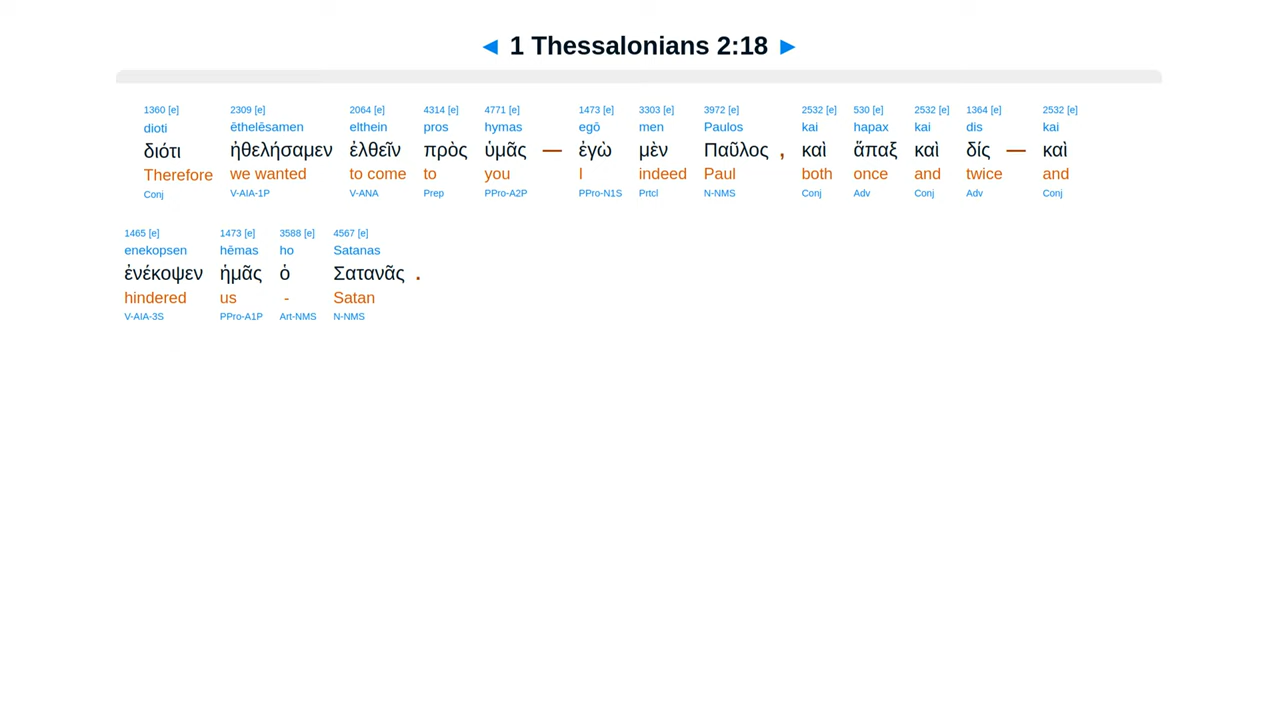 ◄ 1 Thessalonians 2:18 ►
1360 [e] 2309 [e] 2064 [e] 4314 [e] 4771 [e] 1473 [e] 3303 [e] 3972 [e] 2532 [e] 530 [e] 2532 [e] 1364 [e] 2532 [e]
dioti ēthelēsamen elthein pros hymas egō men Paulos kai hapax kai dis kai
διότι ἠθελήσαμεν ἐλθεῖν πρὸς ὑμᾶς — ἐγὼ μὲν Παῦλος , καὶ ἅπαξ καὶ δίς — καὶ
Therefore we wanted to come to you I indeed Paul both once and twice and
Conj V-AIA-1P V-ANA Prep PPro-A2P PPro-N1S Prtcl N-NMS Conj Adv Conj Adv Conj
1465 [e] 1473 [e] 3588 [e] 4567 [e]
enekopsen hēmas ho Satanas
ἐνέκοψεν ἡμᾶς ὁ Σατανᾶς .
hindered us - Satan
V-AIA-3S PPro-A1P Art-NMS N-NMS